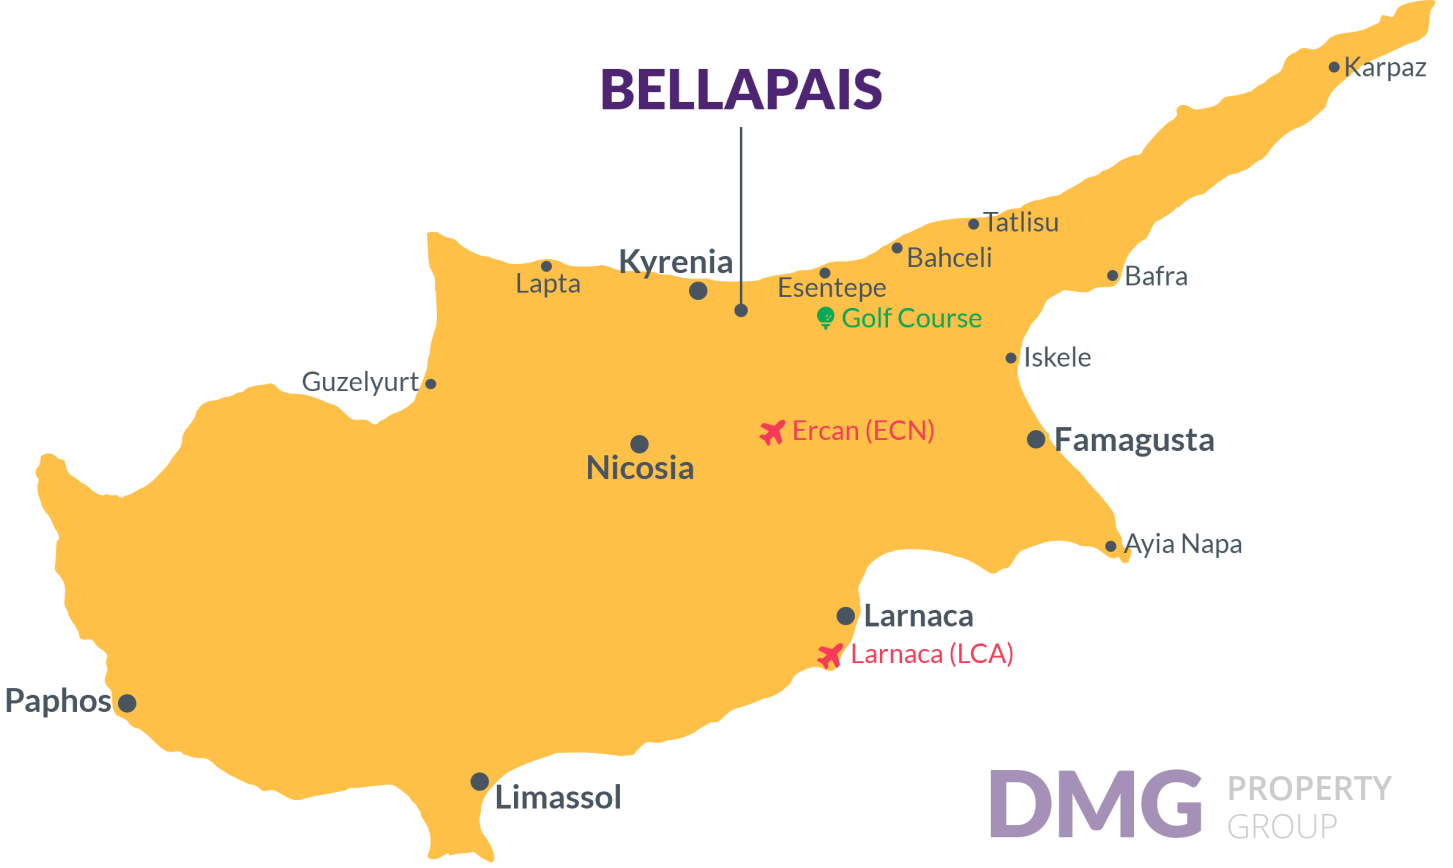 BELLAPAIS
Karpaz
Tatlisu
Kyrenia
Bahceli
Lapta
Esentepe
Bafra
Golf Course
Iskele
Guzelyurt
Ercan (ECN)
Famagusta
Nicosia
Ayia Napa
Larnaca
Larnaca (LCA)
Paphos
Limassol
DMG PROPERTY
GROUP